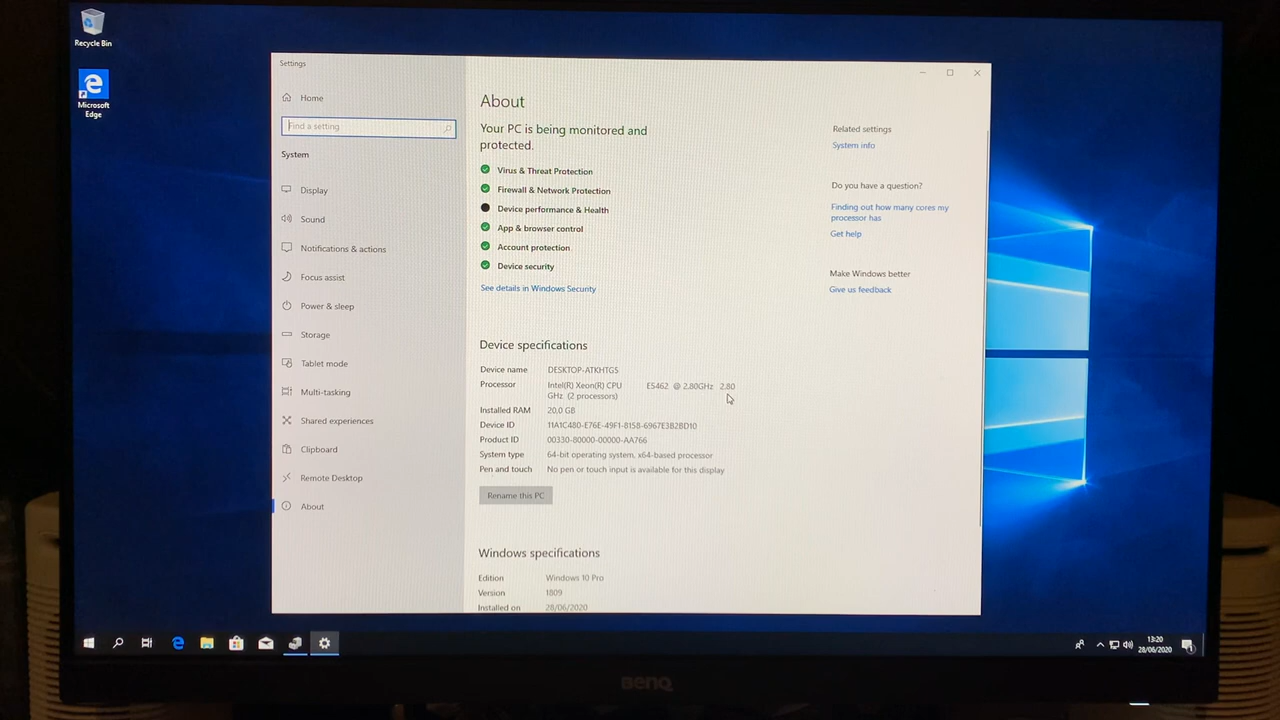 Recycle Bin
Microsoft
Edge
Settings
Home
Find a setting
System
Display
Sound
Notifications & actions
Focus assist
Power & sleep
Storage
Tablet mode
Multi-tasking
Shared experiences
Clipboard
Remote Desktop
About
About
Your PC is being monitored and
protected.
Virus & Threat Protection
Firewall & Network Protection
Device performance & Health
App & browser control
Account protection
Device security
See details in Windows Security
Device specifications
Device name DESKTOP-ATKHTGS
Processor Intel(R) Xeon(R) CPU E5462 @ 2.80GHz 2.80
GHz (2 processors)
Installed RAM 20.0 GB
Device ID 11A1C480-E76E-49F1-8158-6967E3B2BD10
Product ID 00330-80000-00000-AA766
System type 64-bit operating system, x64-based processor
Pen and touch No pen or touch input is available for this display
Rename this PC
Windows specifications
Edition Windows 10 Pro
Version 1809
Installed on 28/06/2020
Related settings
System info
Do you have a question?
Finding out how many cores my
processor has
Get help
Make Windows better
Give us feedback
13:20
28/06/2020
BenQ